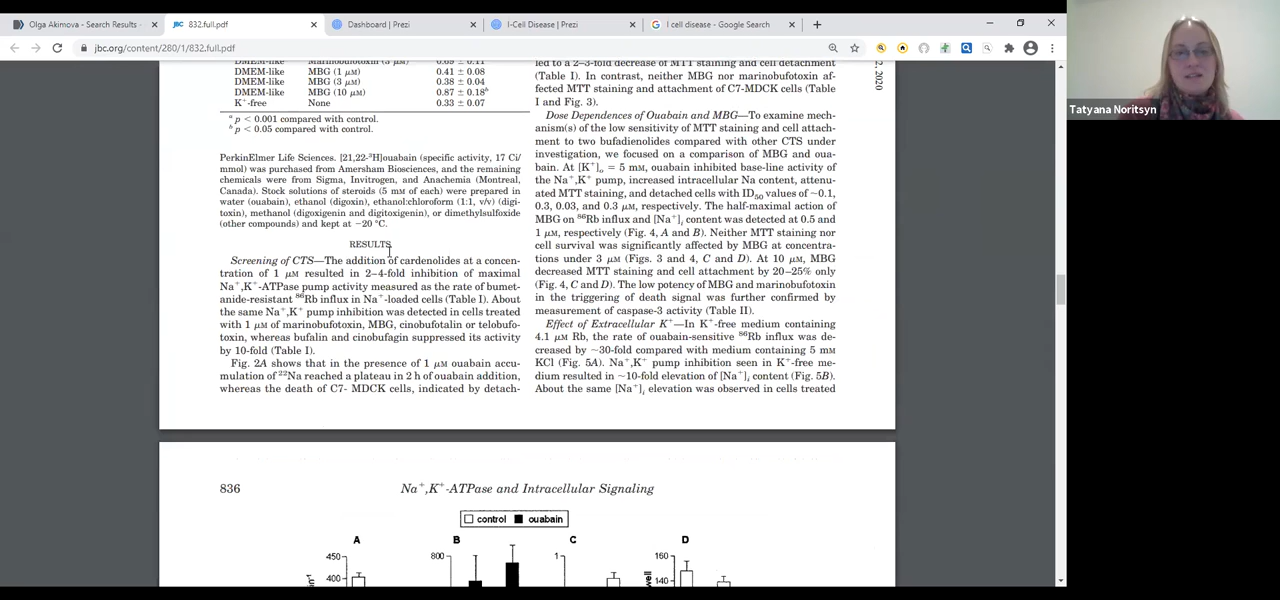 Olga Akimova - Search Results -
832.full.pdf
Dashboard | Prezi
I-Cell Disease | Prezi
I cell disease - Google Search
jbc.org/content/280/1/832.full.pdf
Tatyana Noritsyn
DMEM-like Marinobufotoxin (3 μM) 0.69 ± 0.11
DMEM-like MBG (1 μM) 0.41 ± 0.08
DMEM-like MBG (3 μM) 0.38 ± 0.04
DMEM-like MBG (10 μM) 0.87 ± 0.18b
K+-free None 0.33 ± 0.07
a p < 0.001 compared with control.
b p < 0.05 compared with control.
PerkinElmer Life Sciences. [21,22-3H]ouabain (specific activity, 17 Ci/
mmol) was purchased from Amersham Biosciences, and the remaining
chemicals were from Sigma, Invitrogen, and Anachemia (Montreal,
Canada). Stock solutions of steroids (5 mM of each) were prepared in
water (ouabain), ethanol (digoxin), ethanol:chloroform (1:1, v/v) (digi-
toxin), methanol (digoxigenin and digitoxigenin), or dimethylsulfoxide
(other compounds) and kept at −20 °C.
RESULTS
Screening of CTS—The addition of cardenolides at a concen-
tration of 1 μM resulted in 2–4-fold inhibition of maximal
Na+,K+-ATPase pump activity measured as the rate of bumet-
anide-resistant 86Rb influx in Na+-loaded cells (Table I). About
the same Na+,K+ pump inhibition was detected in cells treated
with 1 μM of marinobufotoxin, MBG, cinobufotalin or telobufo-
toxin, whereas bufalin and cinobufagin suppressed its activity
by 10-fold (Table I).
Fig. 2A shows that in the presence of 1 μM ouabain accu-
mulation of 22Na reached a plateau in 2 h of ouabain addition,
whereas the death of C7- MDCK cells, indicated by detach-
led to a 2–3-fold decrease of MTT staining and cell detachment
(Table I). In contrast, neither MBG nor marinobufotoxin af-
fected MTT staining and attachment of C7-MDCK cells (Table
I and Fig. 3).
Dose Dependences of Ouabain and MBG—To examine mech-
anism(s) of the low sensitivity of MTT staining and cell attach-
ment to two bufadienolides compared with other CTS under
investigation, we focused on a comparison of MBG and oua-
bain. At [K+]o = 5 mM, ouabain inhibited base-line activity of
the Na+,K+ pump, increased intracellular Na content, attenu-
ated MTT staining, and detached cells with ID50 values of ∼0.1,
0.3, 0.03, and 0.3 μM, respectively. The half-maximal action of
MBG on 86Rb influx and [Na+]i content was detected at 0.5 and
1 μM, respectively (Fig. 4, A and B). Neither MTT staining nor
cell survival was significantly affected by MBG at concentra-
tions under 3 μM (Figs. 3 and 4, C and D). At 10 μM, MBG
decreased MTT staining and cell attachment by 20–25% only
(Fig. 4, C and D). The low potency of MBG and marinobufotoxin
in the triggering of death signal was further confirmed by
measurement of caspase-3 activity (Table II).
Effect of Extracellular K+—In K+-free medium containing
4.1 μM Rb, the rate of ouabain-sensitive 86Rb influx was de-
creased by ∼30-fold compared with medium containing 5 mM
KCl (Fig. 5A). Na+,K+ pump inhibition seen in K+-free me-
dium resulted in ∼10-fold elevation of [Na+]i content (Fig. 5B).
About the same [Na+]i elevation was observed in cells treated
2, 2020
836
Na+,K+-ATPase and Intracellular Signaling
control ouabain
A B C D
450
400
800
1
160
140
well